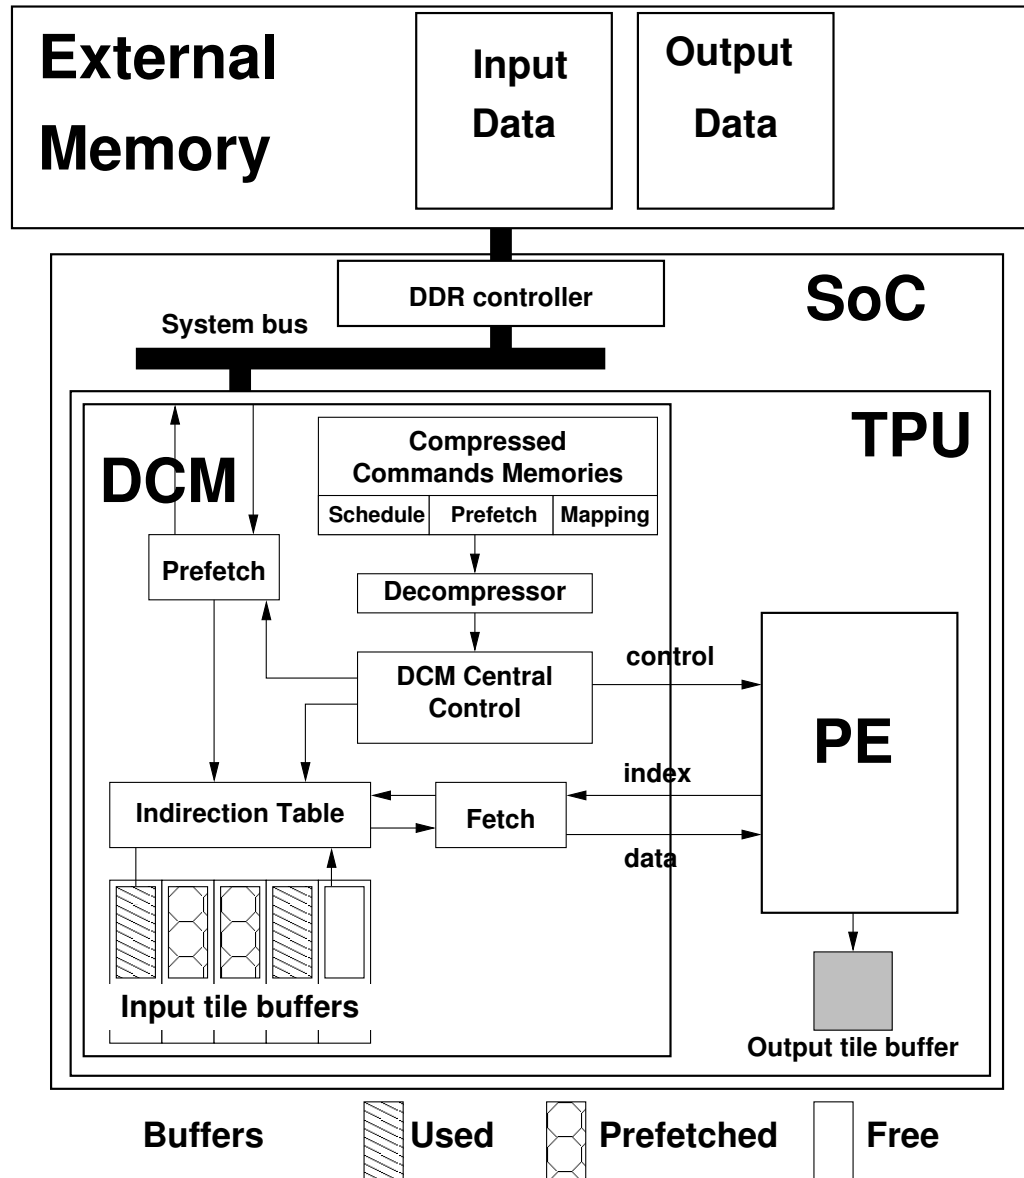 External
Memory
Input
Data
Output
Data
DDR controller
SoC
System bus
TPU
DCM
Compressed
Commands Memories
Schedule
Prefetch
Mapping
Prefetch
Decompressor
DCM Central
Control
control
PE
index
Indirection Table
Fetch
data
Input tile buffers
Output tile buffer
Buffers
Used
Prefetched
Free